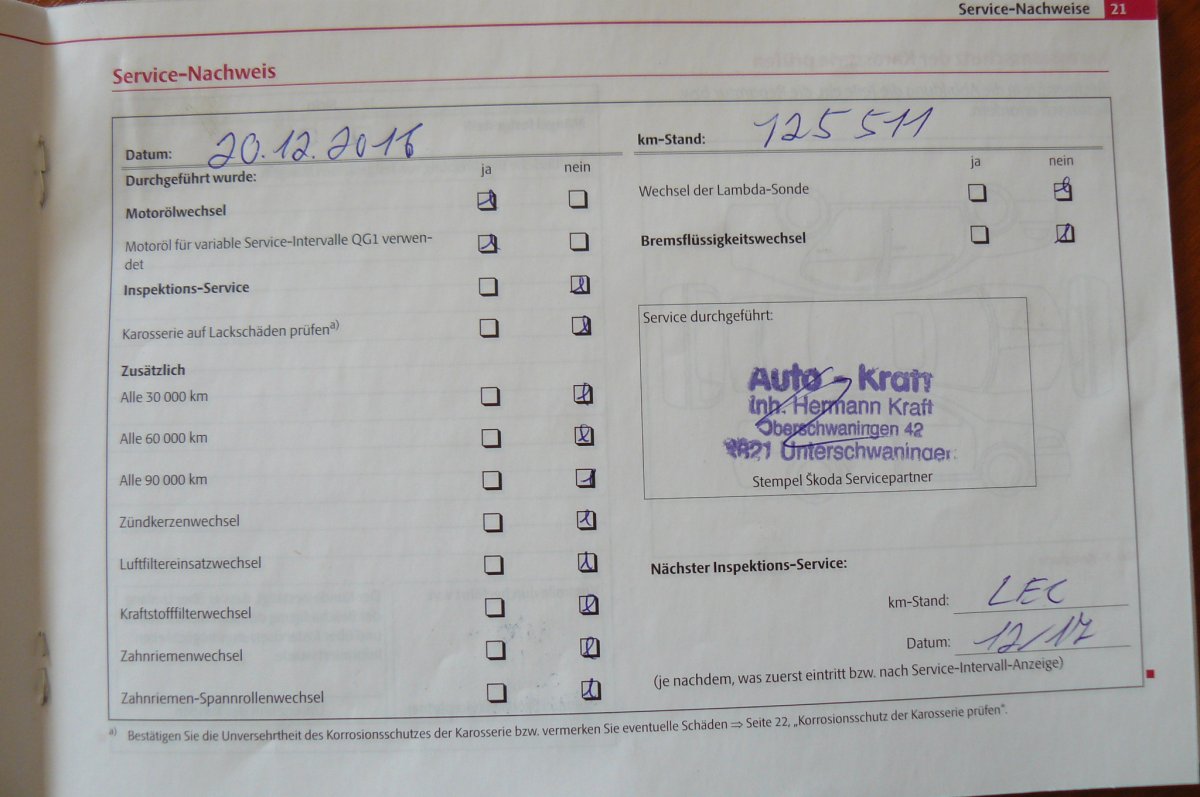 Service-Nachweise 21
Service-Nachweis
Datum: 20.12.2016
km-Stand: 125 511
Durchgeführt wurde: ja nein
Motorölwechsel
Motoröl für variable Service-Intervalle QG1 verwen-
det
Inspektions-Service
Karosserie auf Lackschäden prüfen a)
Zusätzlich
Alle 30 000 km
Alle 60 000 km
Alle 90 000 km
Zündkerzenwechsel
Luftfiltereinsatzwechsel
Kraftstofffilterwechsel
Zahnriemenwechsel
Zahnriemen-Spannrollenwechsel
ja nein
Wechsel der Lambda-Sonde
Bremsflüssigkeitswechsel
Service durchgeführt:
Auto - Kraft
Inh. Hermann Kraft
Oberschwaningen 42
Unterschwaningen
Stempel Škoda Servicepartner
Nächster Inspektions-Service:
km-Stand: LEC
Datum: 12/17
(je nachdem, was zuerst eintritt bzw. nach Service-Intervall-Anzeige)
a) Bestätigen Sie die Unversehrtheit des Korrosionsschutzes der Karosserie bzw. vermerken Sie eventuelle Schäden ⇒ Seite 22, „Korrosionsschutz der Karosserie prüfen“.